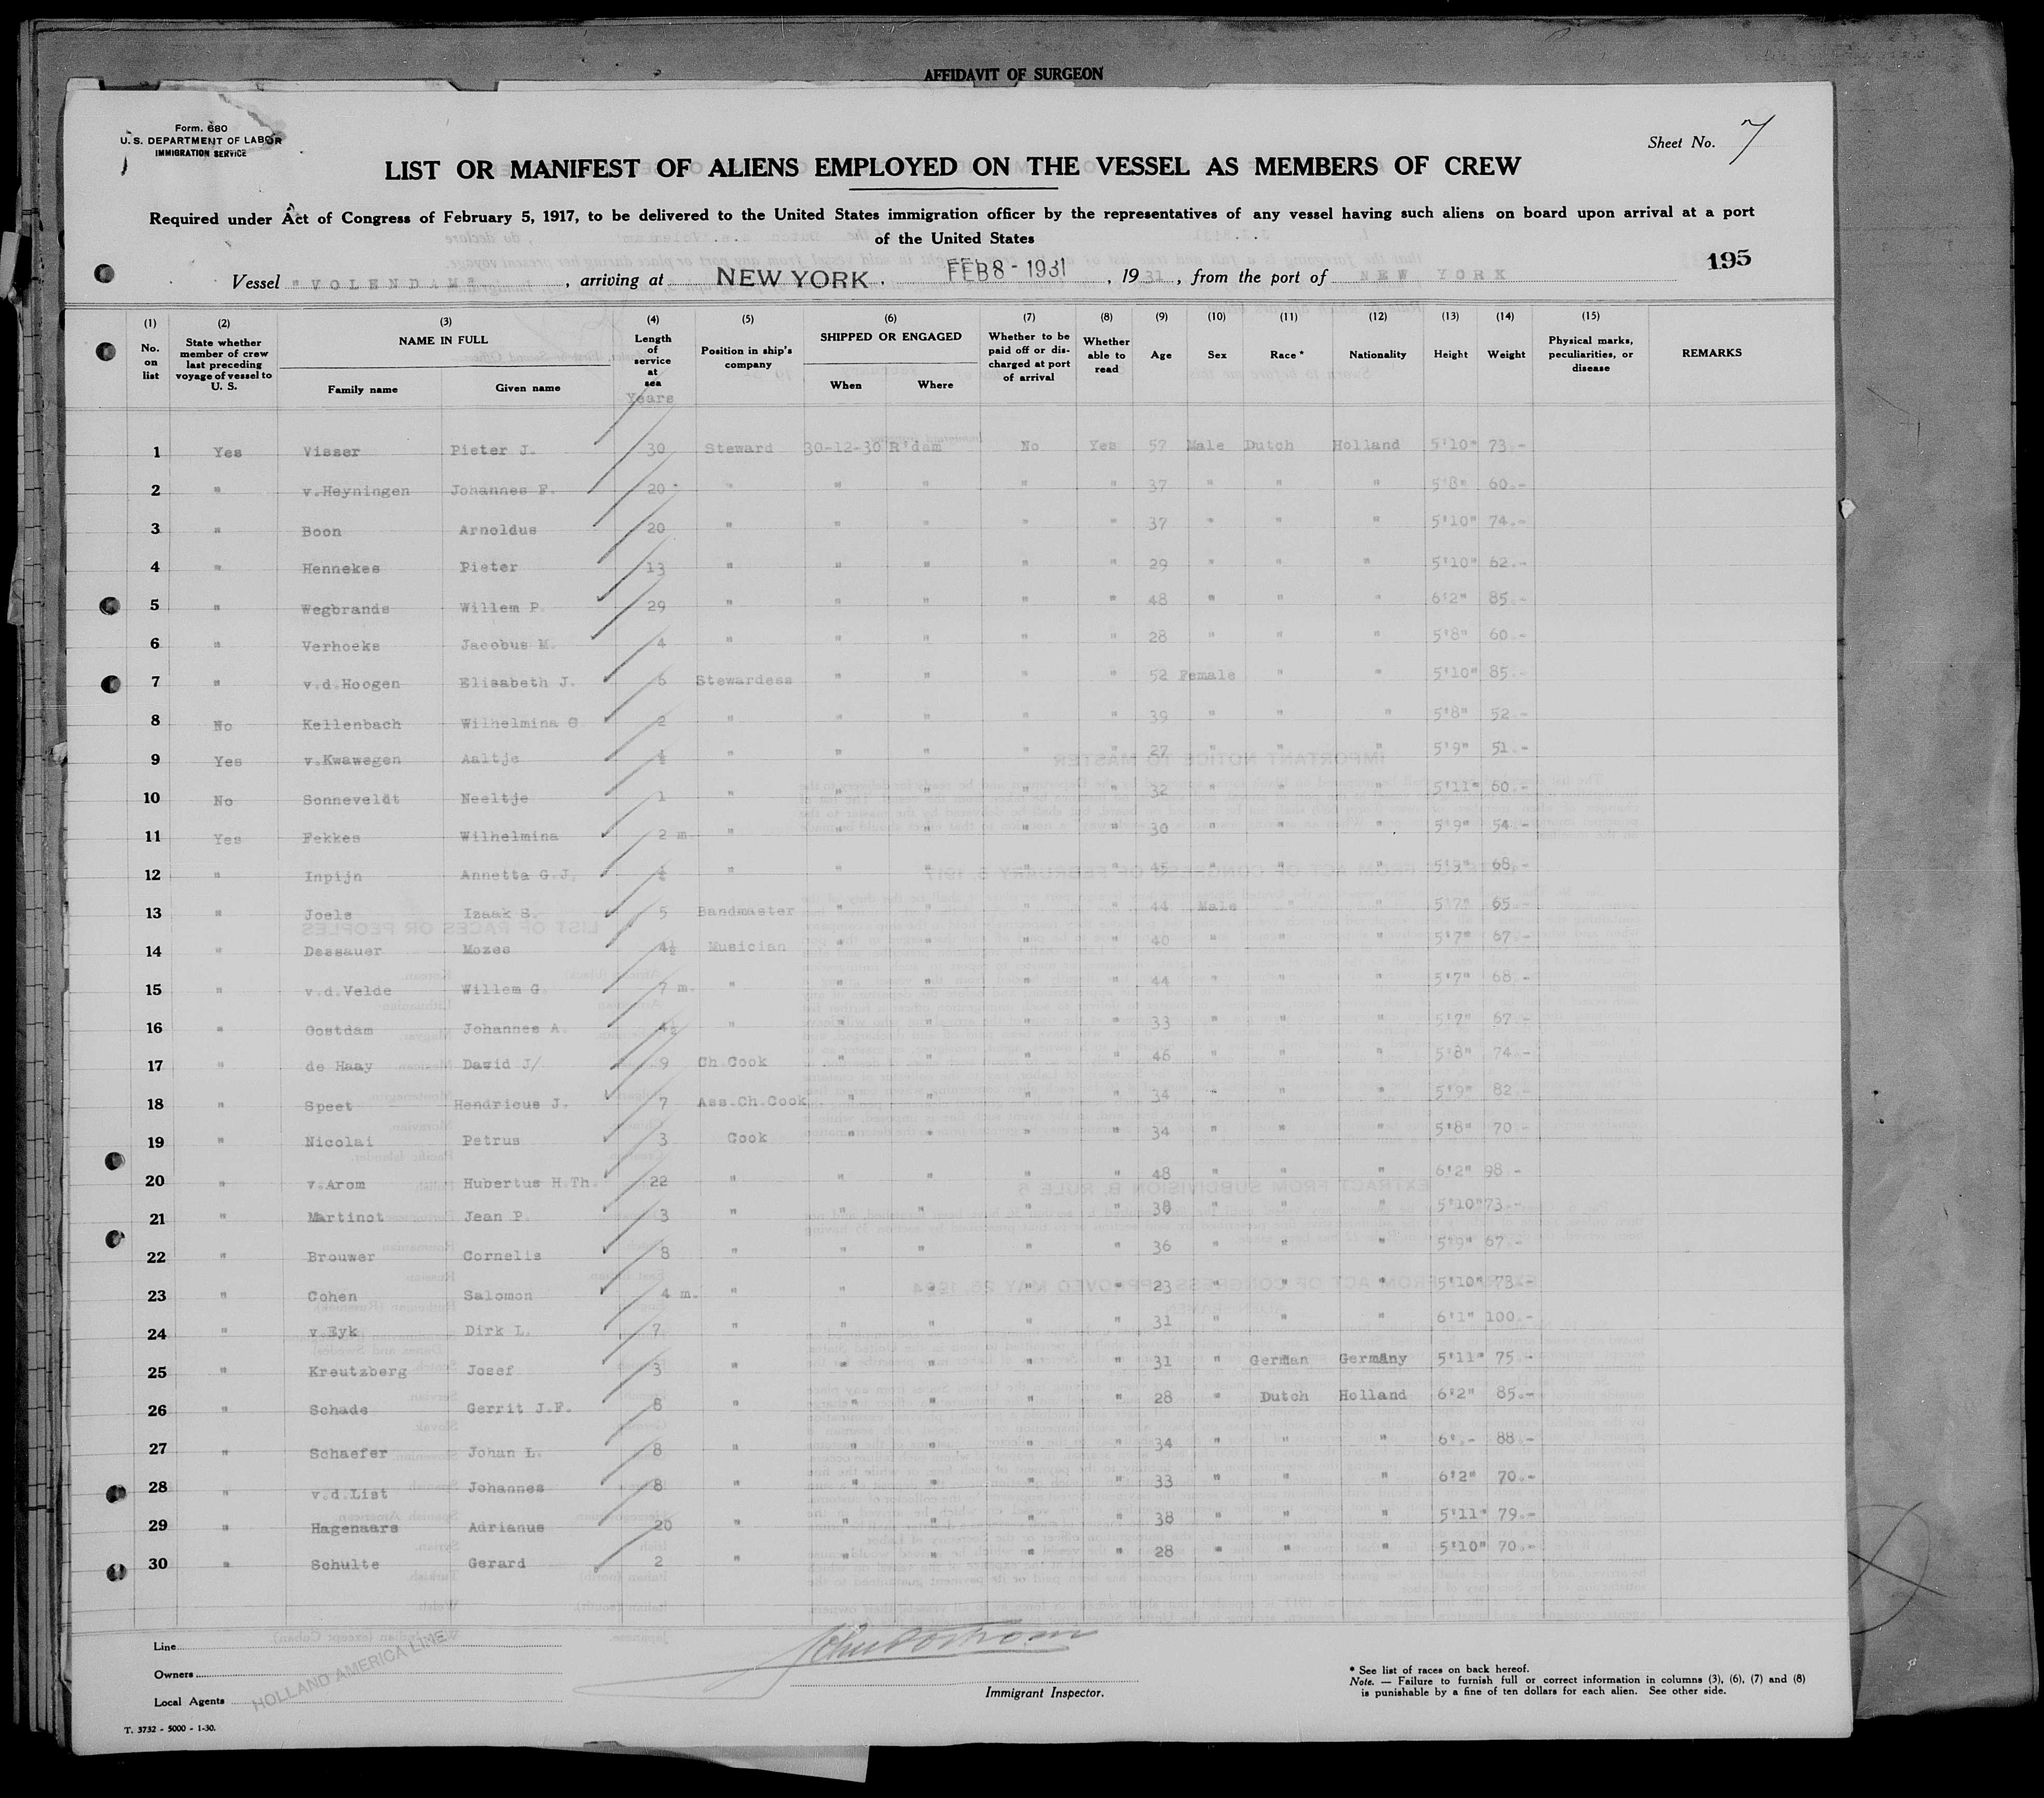 AFFIDAVIT OF SURGEON
Form. 680
U. S. DEPARTMENT OF LABOR
IMMIGRATION SERVICE
Sheet No. 7
LIST OR MANIFEST OF ALIENS EMPLOYED ON THE VESSEL AS MEMBERS OF CREW
Required under Act of Congress of February 5, 1917, to be delivered to the United States immigration officer by the representatives of any vessel having such aliens on board upon arrival at a port
of the United States
195
Vessel "VOLENDAM", arriving at NEW YORK. FEB 8 - 1931, 1931, from the port of NEW YORK
(1) No. on list (2) State whether member of crew last preceding voyage of vessel to U. S. (3) NAME IN FULL Family name Given name (4) Length of service at sea Years (5) Position in ship's company (6) SHIPPED OR ENGAGED When Where (7) Whether to be paid off or discharged at port of arrival (8) Whether able to read (9) Age (10) Sex (11) Race * (12) Nationality (13) Height (14) Weight (15) Physical marks, peculiarities, or disease REMARKS
1 Yes Visser Pieter J. 30 Steward 30-12-30 R'dam No Yes 57 Male Dutch Holland 5'10" 73.-
2 " v.Heyningen Johannes F. 20 " " " " " 37 " " " 5'8" 60.-
3 " Boon Arnoldus 20 " " " " " 37 " " " 5'10" 74.-
4 " Hennekes Pieter 13 " " " " " 29 " " " 5'10" 62.-
5 " Wegbrands Willem P. 29 " " " " " 48 " " " 6'2" 85.-
6 " Verhoeks Jacobus M. 4 " " " " " 28 " " " 5'8" 60.-
7 " v.d.Hoogen Elisabeth J. 5 Stewardess " " " " 52 Female " " 5'10" 85.-
8 No Kellenbach Wilhelmina G. 2 " " " " " 39 " " " 5'8" 52.-
9 Yes v.Kwawegen Aaltje ½ " " " " " 27 " " " 5'9" 51.-
10 No Sonneveldt Neeltje 1 " " " " " 32 " " " 5'11" 60.-
11 Yes Fekkes Wilhelmina 2 m. " " " " " 30 " " " 5'9" 54.-
12 " Inpijn Annetta G.J. ½ " " " " " 45 " " " 5'9" 68.-
13 " Joels Izaak S. 5 Bandmaster " " " " 44 Male " " 5'7" 65.-
14 " Dessauer Mozes 4½ Musician " " " " 40 " " " 5'7" 67.-
15 " v.d.Velde Willem G. 7 m. " " " " " 44 " " " 5'7" 68.-
16 " Oostdam Johannes A. 4½ " " " " " 33 " " " 5'7" 67.-
17 " de Haay David J/ 9 Ch.Cook " " " " 46 " " " 5'8" 74.-
18 " Speet Hendricus J. 7 Ass.Ch.Cook " " " " 34 " " " 5'9" 82.-
19 " Nicolai Petrus 3 Cook " " " " 34 " " " 5'8" 70.-
20 " v.Arom Hubertus H.Th. 22 " " " " " 48 " " " 6'2" 98.-
21 " Martinot Jean P. 3 " " " " " 38 " " " 5'10" 73.-
22 " Brouwer Cornelis 8 " " " " " 36 " " " 5'9" 67.-
23 " Cohen Salomon 4 m. " " " " " 23 " " " 5'10" 73.-
24 " v.Eyk Dirk L. 7 " " " " " 31 " " " 6'1" 100.-
25 " Kreutzberg Josef 3 " " " " " 31 " German Germany 5'11" 75.-
26 " Schade Gerrit J.F. 8 " " " " " 28 " Dutch Holland 6'2" 85.-
27 " Schaefer Johan L. 8 " " " " " 34 " " " 6'.- 88.-
28 " v.d.List Johannes 8 " " " " " 33 " " " 6'2" 70.-
29 " Hagenaars Adrianus 20 " " " " " 38 " " " 5'11" 79.-
30 " Schulte Gerard 2 " " " " " 28 " " " 5'10" 70.-
Line
Owners
Local Agents
HOLLAND AMERICA LINE
Immigrant Inspector.
* See list of races on back hereof.
Note. — Failure to furnish full or correct information in columns (3), (6), (7) and (8)
is punishable by a fine of ten dollars for each alien. See other side.
T. 3732 - 5000 - 1-30.